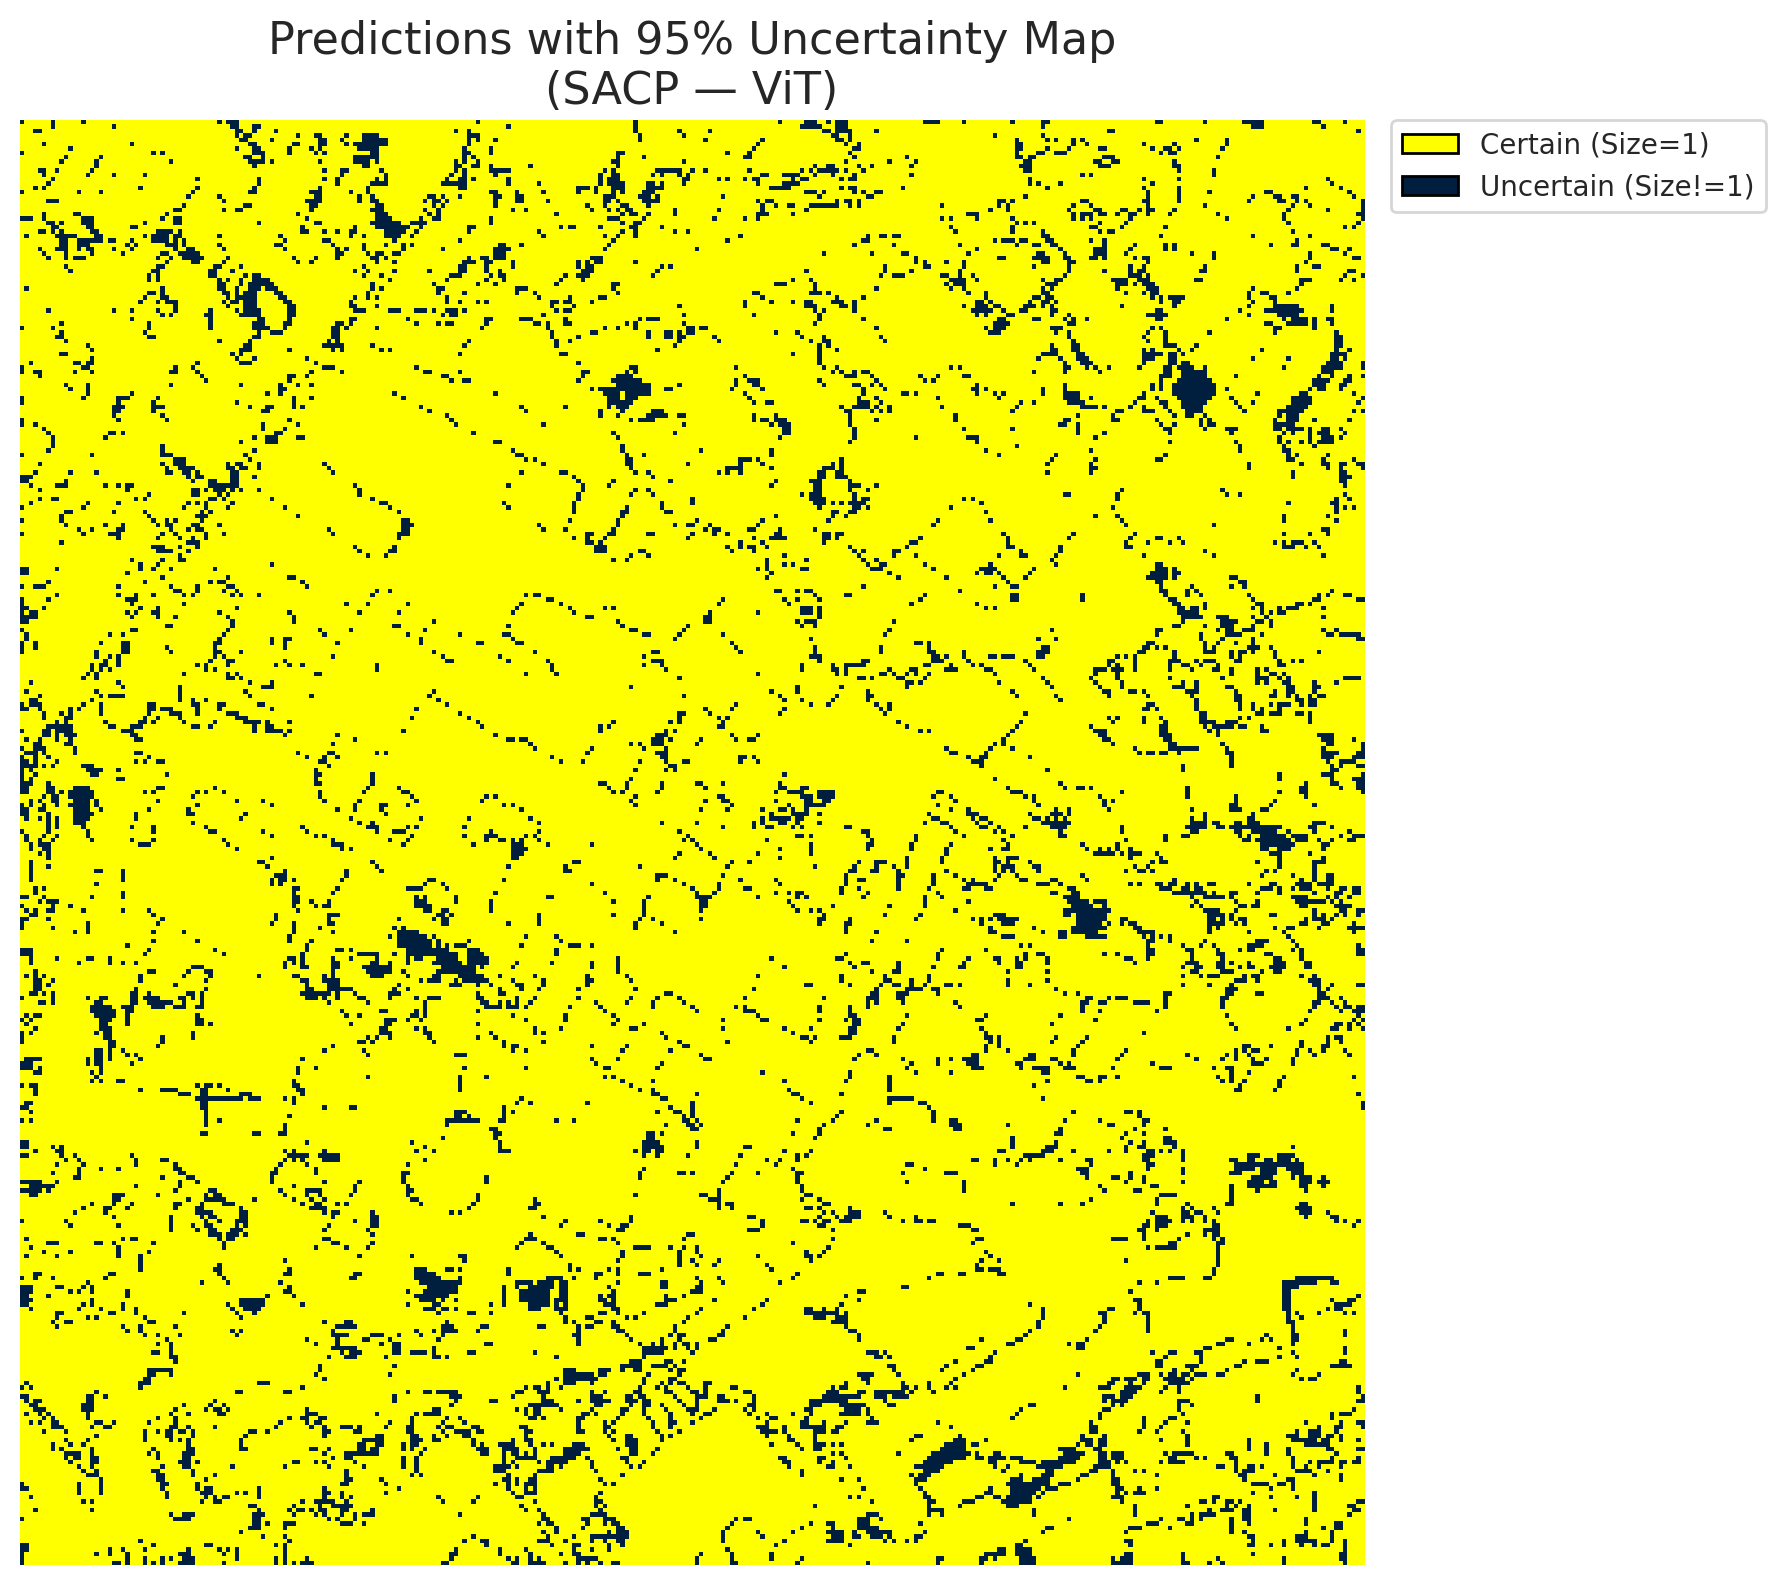 Predictions with 95% Uncertainty Map
(SACP — ViT)
Certain (Size=1)
Uncertain (Size!=1)